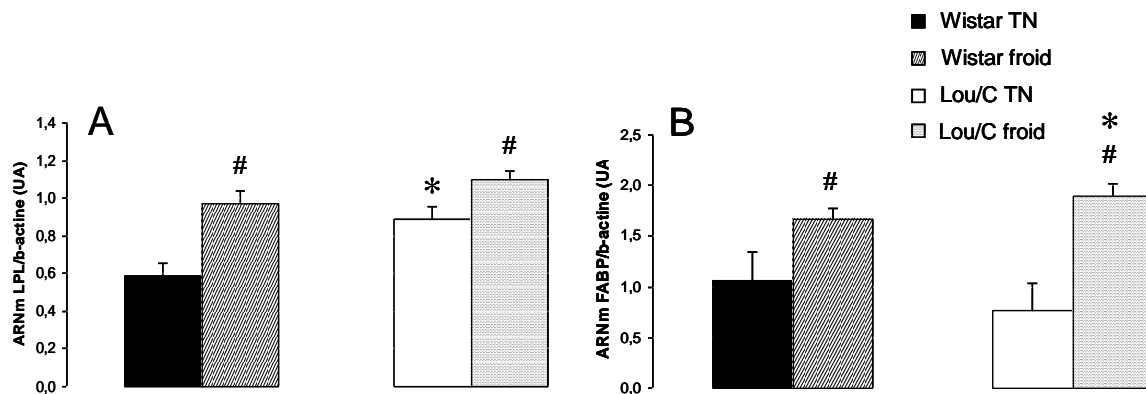 Wistar TN
Wistar froid
Lou/C TN
Lou/C froid
A
ARNm LPL/b-actine (UA)
1,4
1,2
1,0
0,8
0,6
0,4
0,2
0,0
#
*
#
B
ARNm FABP/b-actine (UA
2,5
2,0
1,5
1,0
0,5
0,0
#
*
#